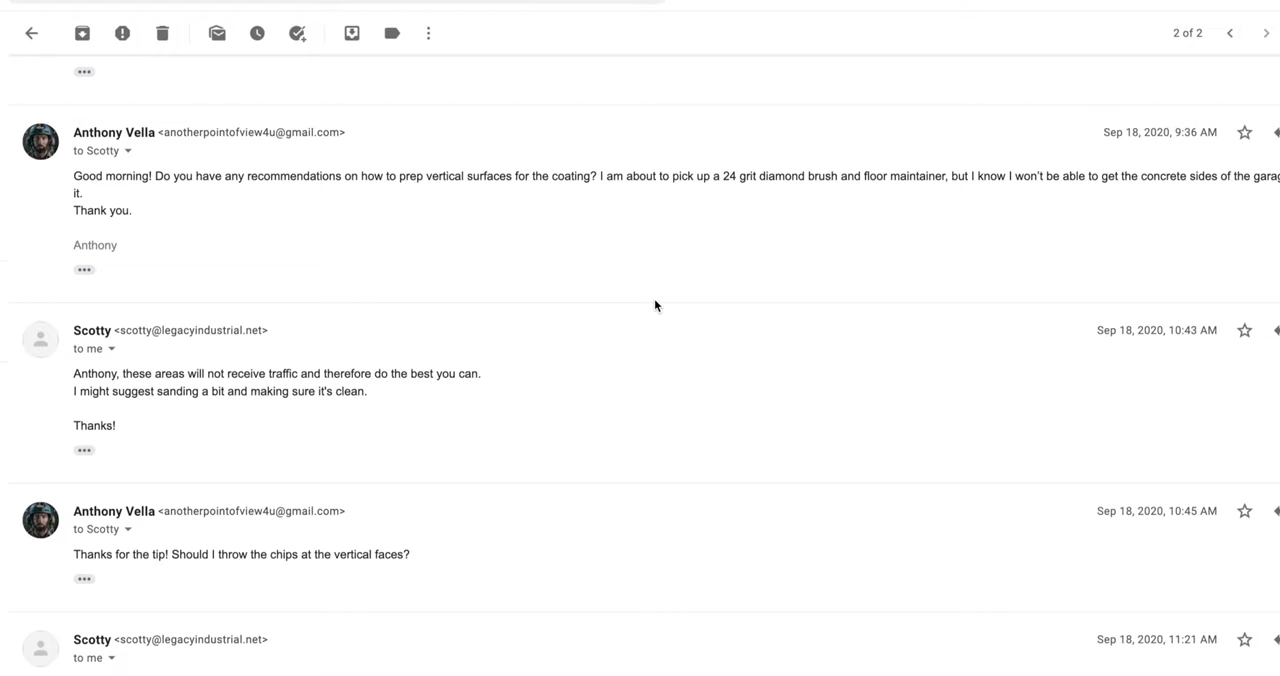 2 of 2
Anthony Vella <anotherpointofview4u@gmail.com>
Sep 18, 2020, 9:36 AM
to Scotty
Good morning! Do you have any recommendations on how to prep vertical surfaces for the coating? I am about to pick up a 24 grit diamond brush and floor maintainer, but I know I won't be able to get the concrete sides of the
it.
Thank you.
Anthony
Scotty <scotty@legacyindustrial.net>
Sep 18, 2020, 10:43 AM
to me
Anthony, these areas will not receive traffic and therefore do the best you can.
I might suggest sanding a bit and making sure it's clean.
Thanks!
Anthony Vella <anotherpointofview4u@gmail.com>
Sep 18, 2020, 10:45 AM
to Scotty
Thanks for the tip! Should I throw the chips at the vertical faces?
Scotty <scotty@legacyindustrial.net>
Sep 18, 2020, 11:21 AM
to me